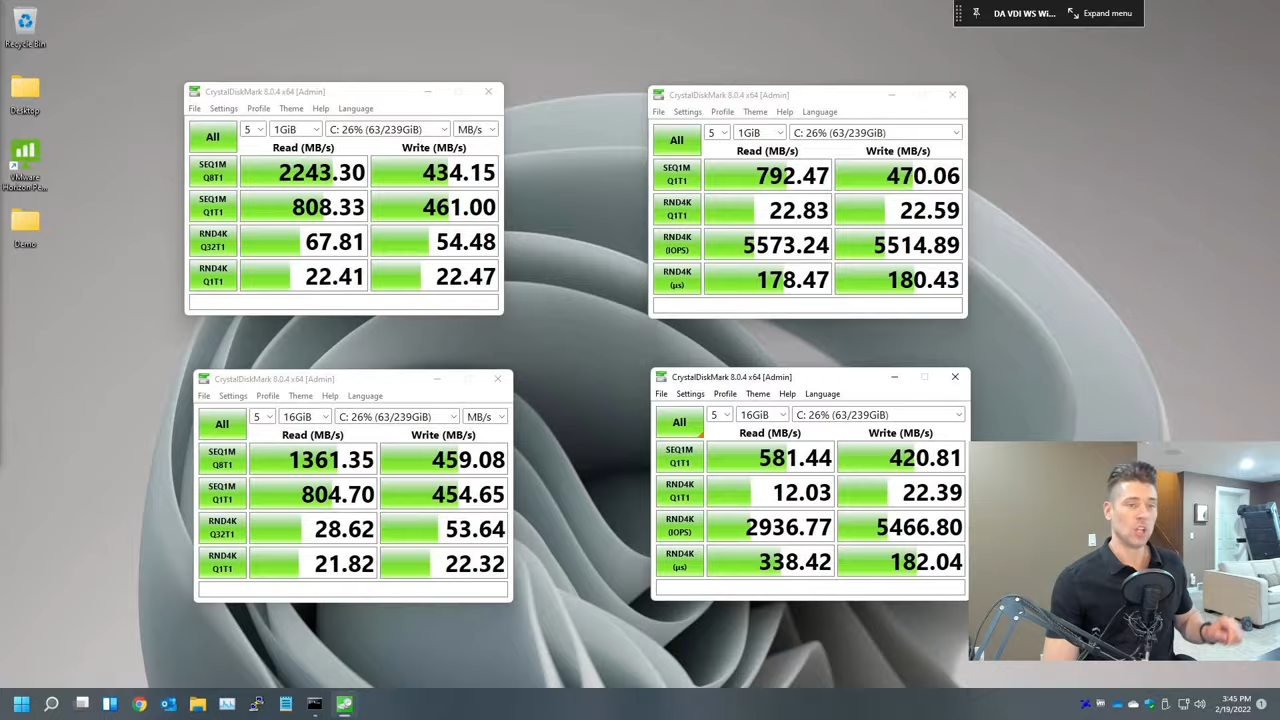 DA VDI WS Wi...
Expand menu
Recycle Bin
Desktop
VMware
Horizon Pe...
Demo
CrystalDiskMark 8.0.4 x64 [Admin]
File Settings Profile Theme Help Language
All 5 1GiB C: 26% (63/239GiB) MB/s
Read (MB/s) Write (MB/s)
SEQ1M
Q8T1 2243.30 434.15
SEQ1M
Q1T1 808.33 461.00
RND4K
Q32T1 67.81 54.48
RND4K
Q1T1 22.41 22.47
CrystalDiskMark 8.0.4 x64 [Admin]
File Settings Profile Theme Help Language
All 5 1GiB C: 26% (63/239GiB)
Read (MB/s) Write (MB/s)
SEQ1M
Q1T1 792.47 470.06
RND4K
Q1T1 22.83 22.59
RND4K
(IOPS) 5573.24 5514.89
RND4K
(μs) 178.47 180.43
CrystalDiskMark 8.0.4 x64 [Admin]
File Settings Profile Theme Help Language
All 5 16GiB C: 26% (63/239GiB) MB/s
Read (MB/s) Write (MB/s)
SEQ1M
Q8T1 1361.35 459.08
SEQ1M
Q1T1 804.70 454.65
RND4K
Q32T1 28.62 53.64
RND4K
Q1T1 21.82 22.32
CrystalDiskMark 8.0.4 x64 [Admin]
File Settings Profile Theme Help Language
All 5 16GiB C: 26% (63/239GiB)
Read (MB/s) Write (MB/s)
SEQ1M
Q1T1 581.44 420.81
RND4K
Q1T1 12.03 22.39
RND4K
(IOPS) 2936.77 5466.80
RND4K
(μs) 338.42 182.04
3:45 PM
2/19/2022